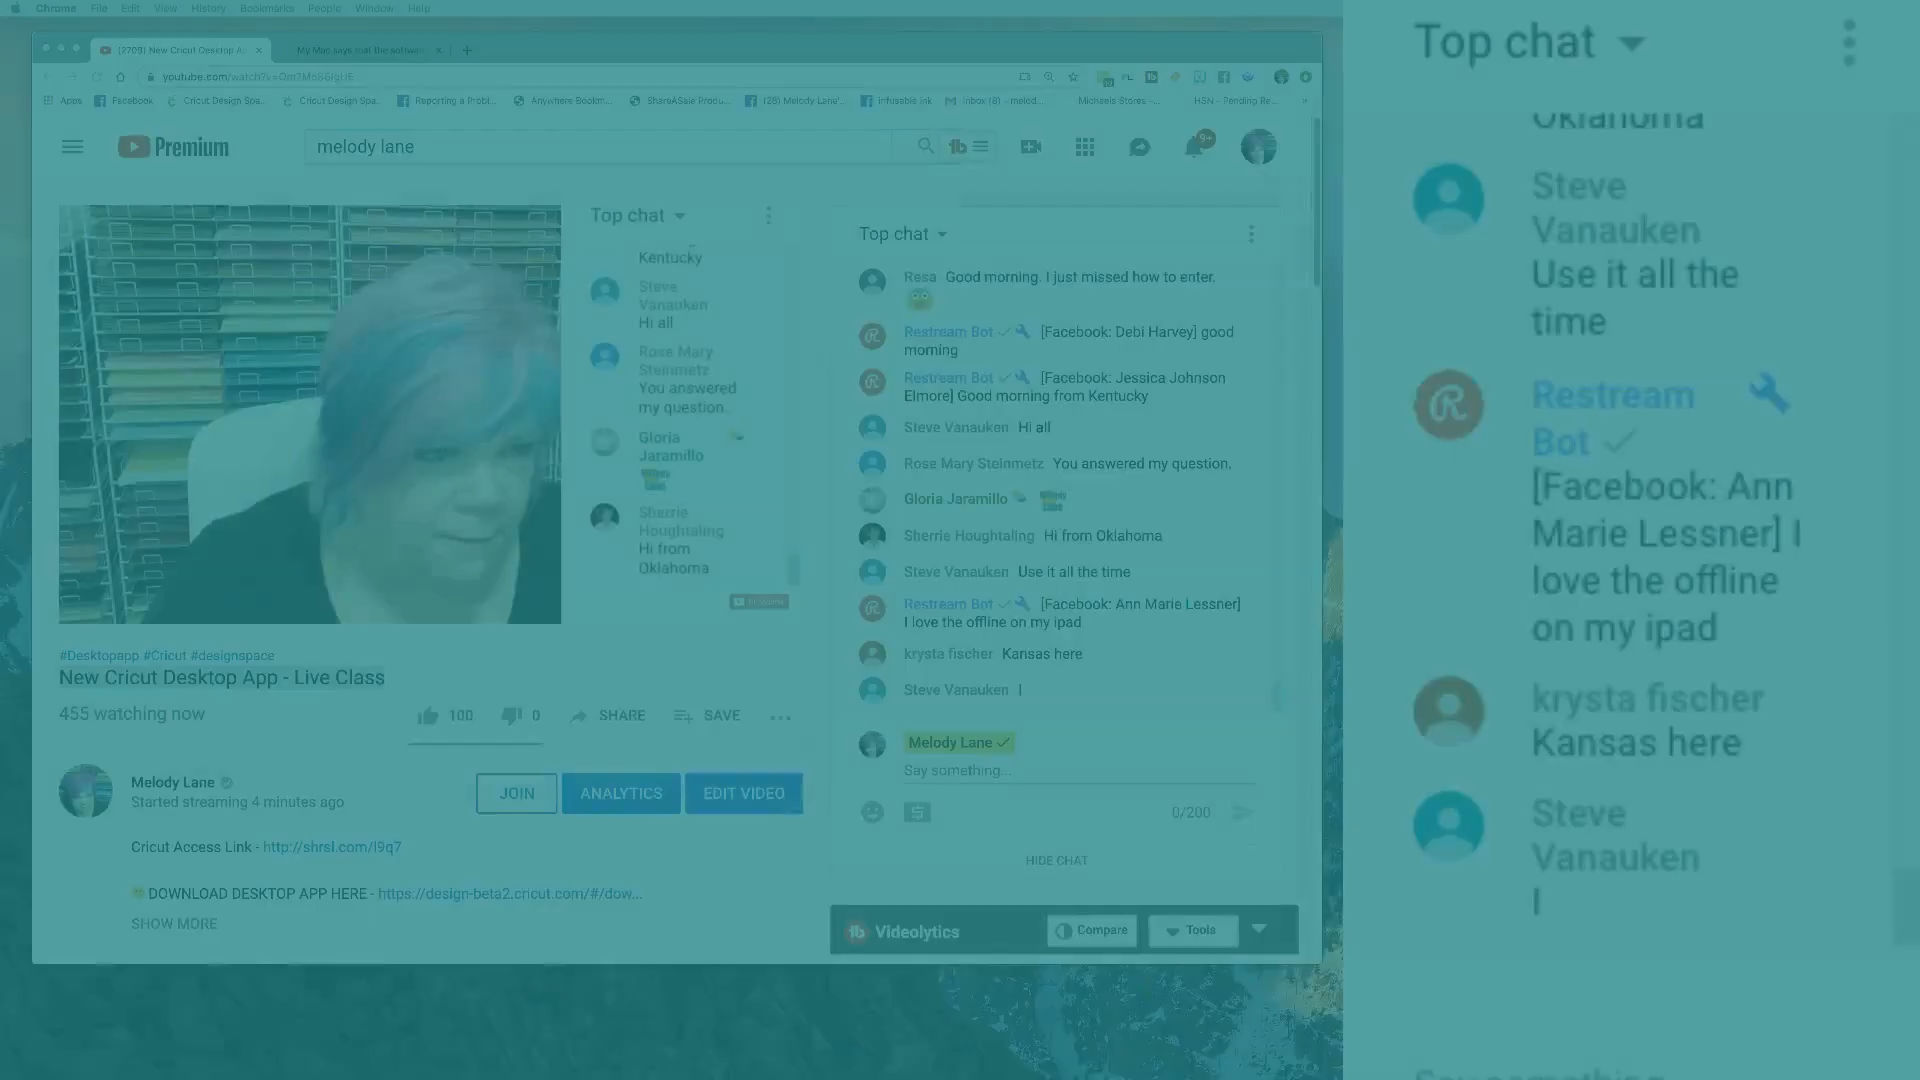 Chrome File Edit View History Bookmarks People Window Help
(2709) New Cricut Desktop A
My Mac says that the softwar
Apps Facebook Cricut Design Spa... Cricut Design Spa... Reporting a Probl... Anywhere Bookm... ShareASale Produ... (28) Melody Lane'... infusable ink Inbox (8) - melod... Michaels Stores -... HSN - Pending Re...
Premium
melody lane
9+
Top chat
Kentucky
Steve
Vanauken
Hi all
Rose Mary
Steinmetz
You answered
my question.
Gloria
Jaramillo
Sherrie
Houghtaling
Hi from
Oklahoma
#Desktopapp #Cricut #designspace
New Cricut Desktop App - Live Class
455 watching now
100 0 SHARE SAVE
Melody Lane
Started streaming 4 minutes ago
JOIN ANALYTICS EDIT VIDEO
Cricut Access Link - http://shrsl.com/l9q7
DOWNLOAD DESKTOP APP HERE - https://design-beta2.cricut.com/#/dow...
SHOW MORE
Top chat
Resa Good morning. I just missed how to enter.
Restream Bot [Facebook: Debi Harvey] good
morning
Restream Bot [Facebook: Jessica Johnson
Elmore] Good morning from Kentucky
Steve Vanauken Hi all
Rose Mary Steinmetz You answered my question.
Gloria Jaramillo
Sherrie Houghtaling Hi from Oklahoma
Steve Vanauken Use it all the time
Restream Bot [Facebook: Ann Marie Lessner]
I love the offline on my ipad
krysta fischer Kansas here
Steve Vanauken I
Melody Lane
Say something...
0/200
HIDE CHAT
Videolytics Compare Tools
Top chat
Oklahoma
Steve
Vanauken
Use it all the
time
Restream
Bot
[Facebook: Ann
Marie Lessner] I
love the offline
on my ipad
krysta fischer
Kansas here
Steve
Vanauken
I
Say something